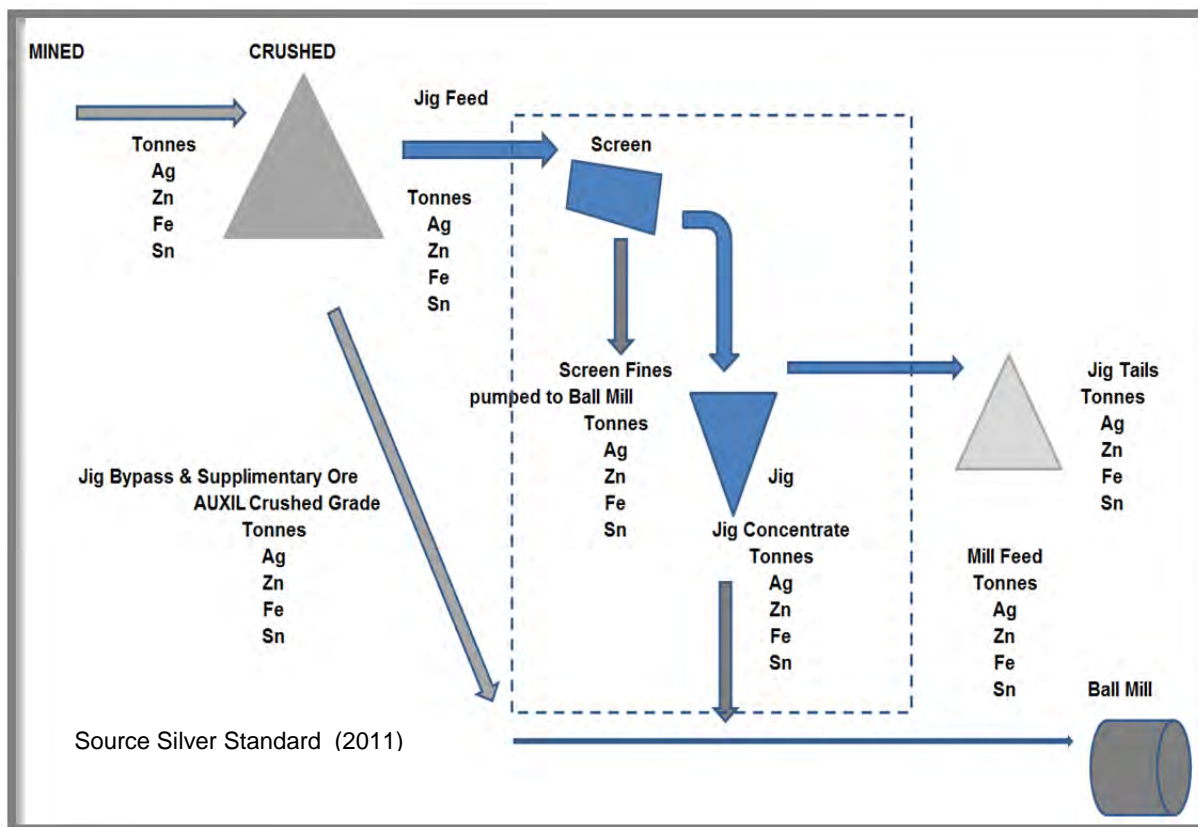 MINED
CRUSHED
Tonnes
Ag
Zn
Fe
Sn
Jig Feed
Tonnes
Ag
Zn
Fe
Sn
Screen
Screen Fines
pumped to Ball Mill
Tonnes
Ag
Zn
Fe
Sn
Jig
Jig Concentrate
Tonnes
Ag
Zn
Fe
Sn
Jig Tails
Tonnes
Ag
Zn
Fe
Sn
Jig Bypass & Supplimentary Ore
AUXIL Crushed Grade
Tonnes
Ag
Zn
Fe
Sn
Mill Feed
Tonnes
Ag
Zn
Fe
Sn
Ball Mill
Source Silver Standard (2011)